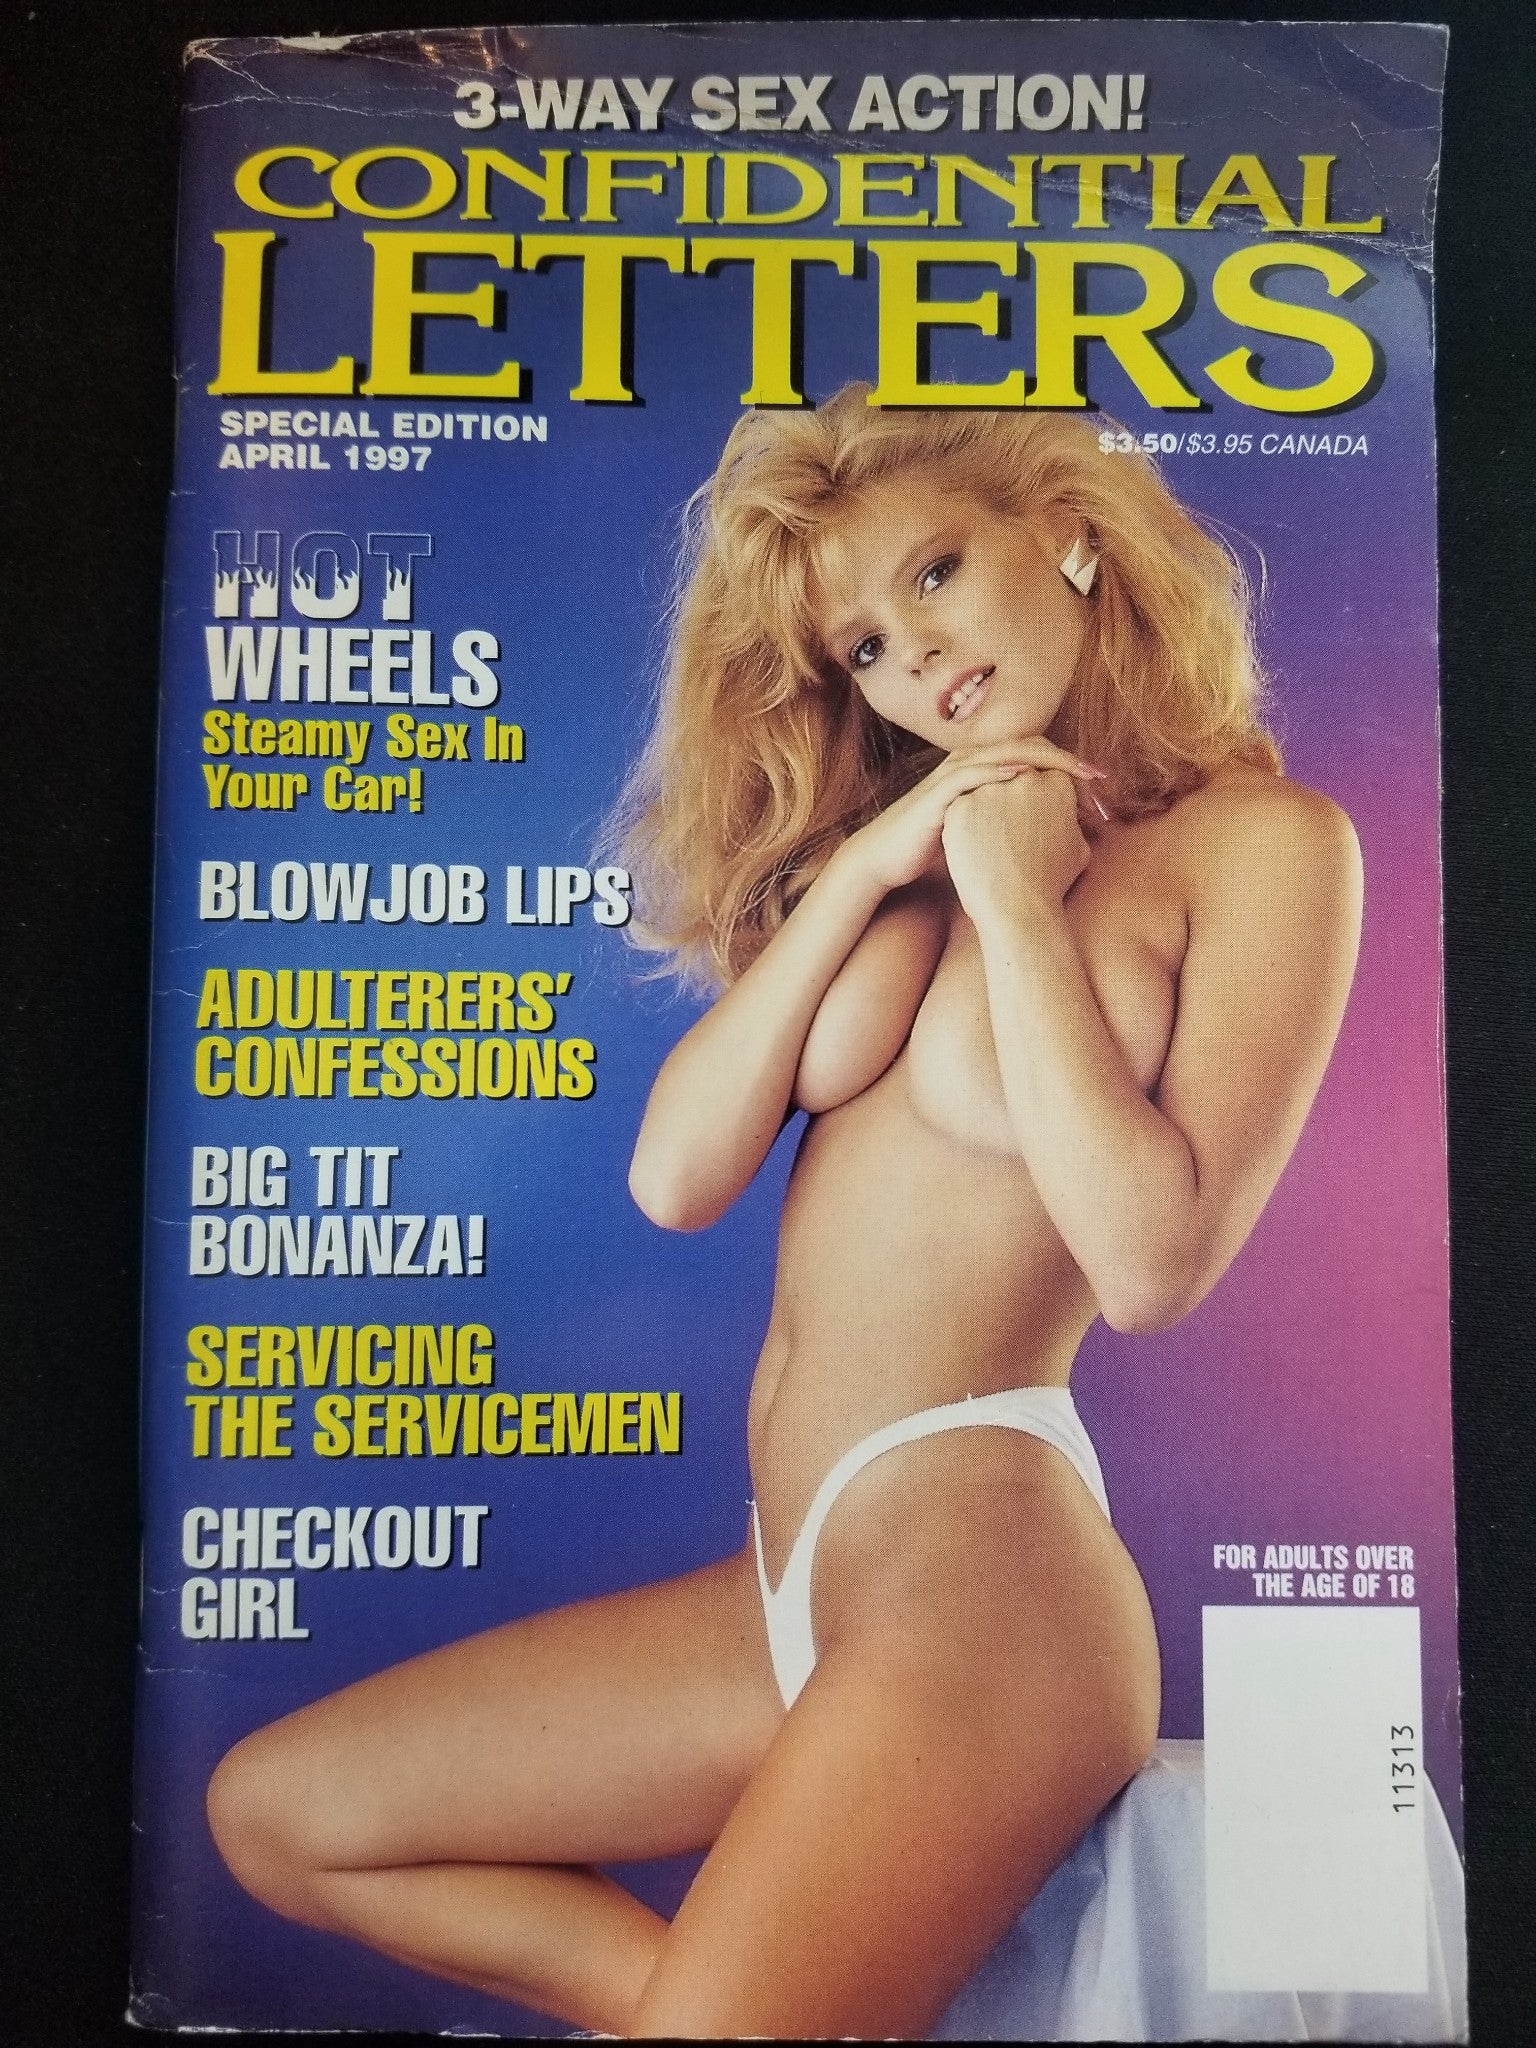 3-WAY SEX ACTION!
CONFIDENTIAL
LETTERS
SPECIAL EDITION
APRIL 1997
$3.50/$3.95 CANADA
HOT
WHEELS
Steamy Sex In
Your Car!
BLOWJOB LIPS
ADULTERERS'
CONFESSIONS
BIG TIT
BONANZA!
SERVICING
THE SERVICEMEN
CHECKOUT
GIRL
FOR ADULTS OVER
THE AGE OF 18
11313